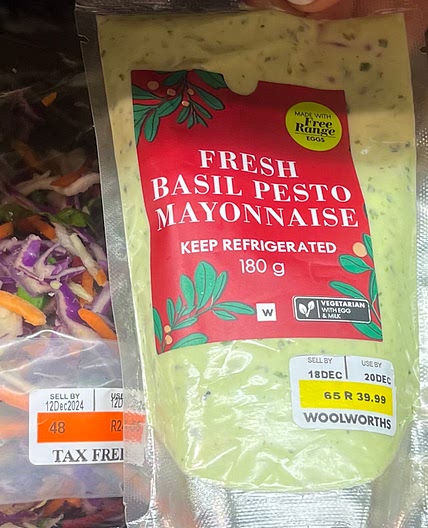 MADE WITH
Free
Range
EGGS
FRESH
BASIL PESTO
MAYONNAISE
KEEP REFRIGERATED
180 g
W
VEGETARIAN
WITH EGG
& MILK
SELL BY
USE BY
18DEC
20DEC
65 R 39.99
WOOLWORTHS
SELL BY
12Dec2024
48
TAX